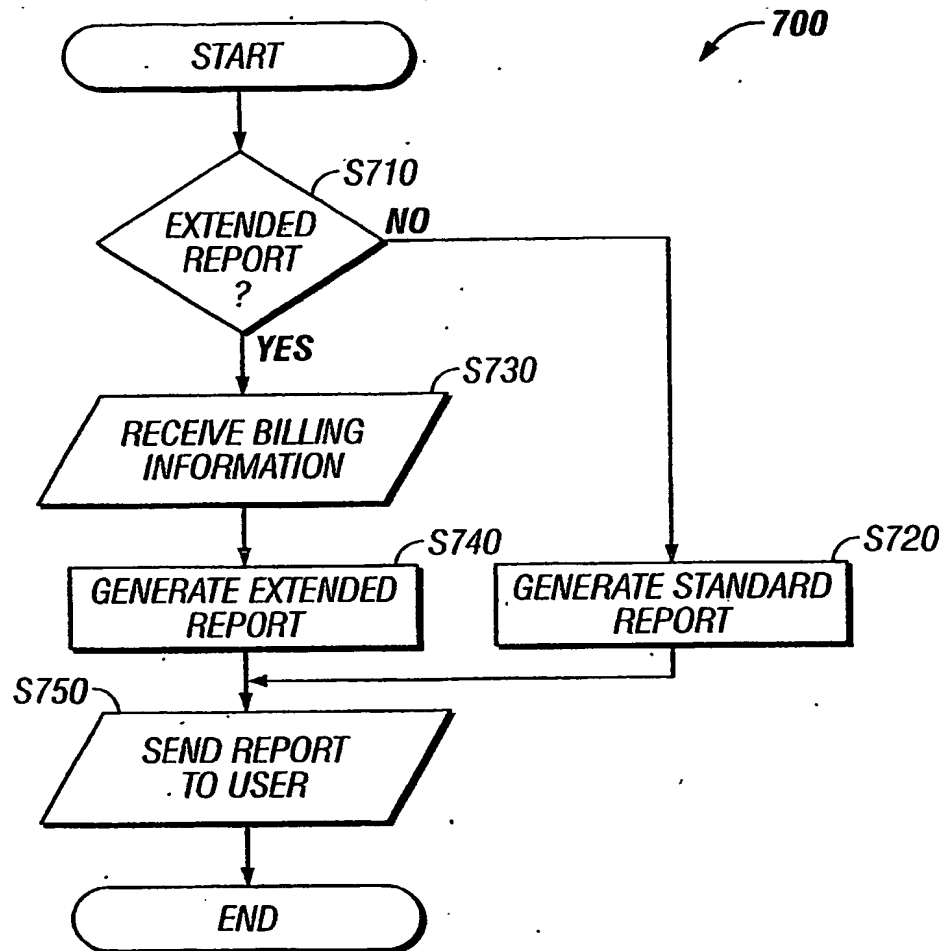 700
START
S710
EXTENDED
REPORT
?
NO
YES
S730
RECEIVE BILLING
INFORMATION
S740
GENERATE EXTENDED
REPORT
S720
GENERATE STANDARD
REPORT
S750
SEND REPORT
TO USER
END